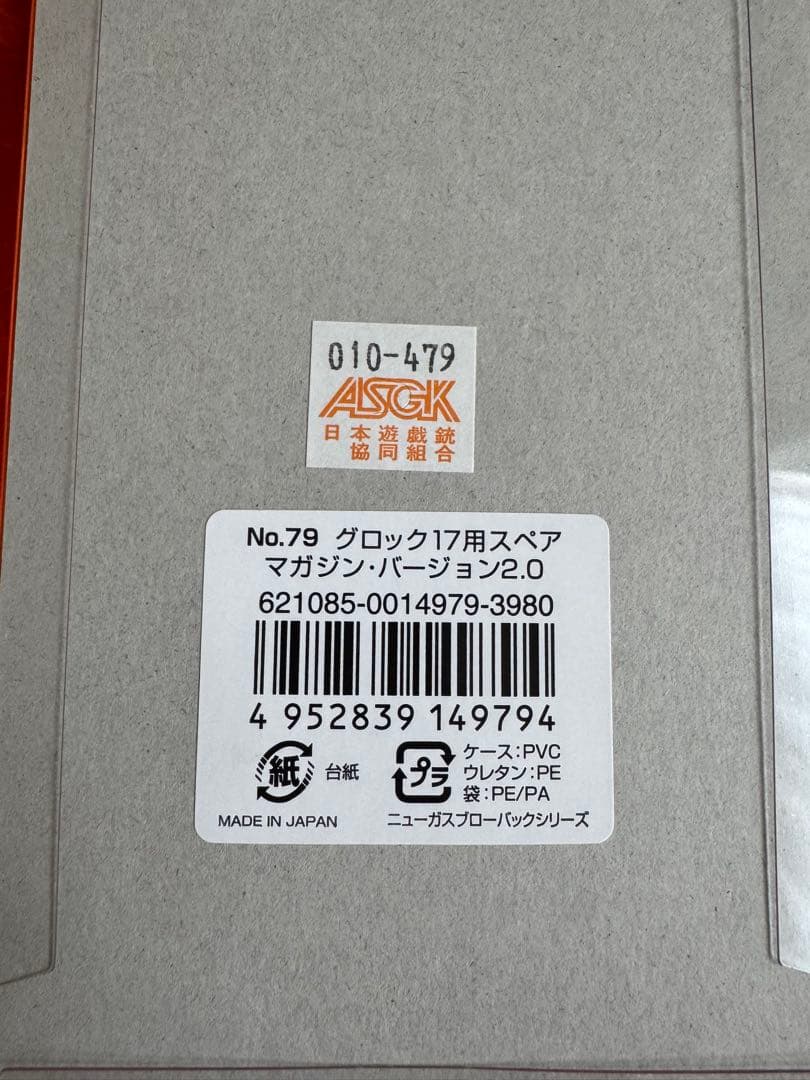 010-479
ASGK
日本遊戯銃
協同組合
No.79 グロック17用スペア
マガジン・バージョン2.0
621085-0014979-3980
4 952839 149794
紙 台紙
プラ ケース:PVC
ウレタン:PE
袋:PE/PA
MADE IN JAPAN ニューガスブローバックシリーズ